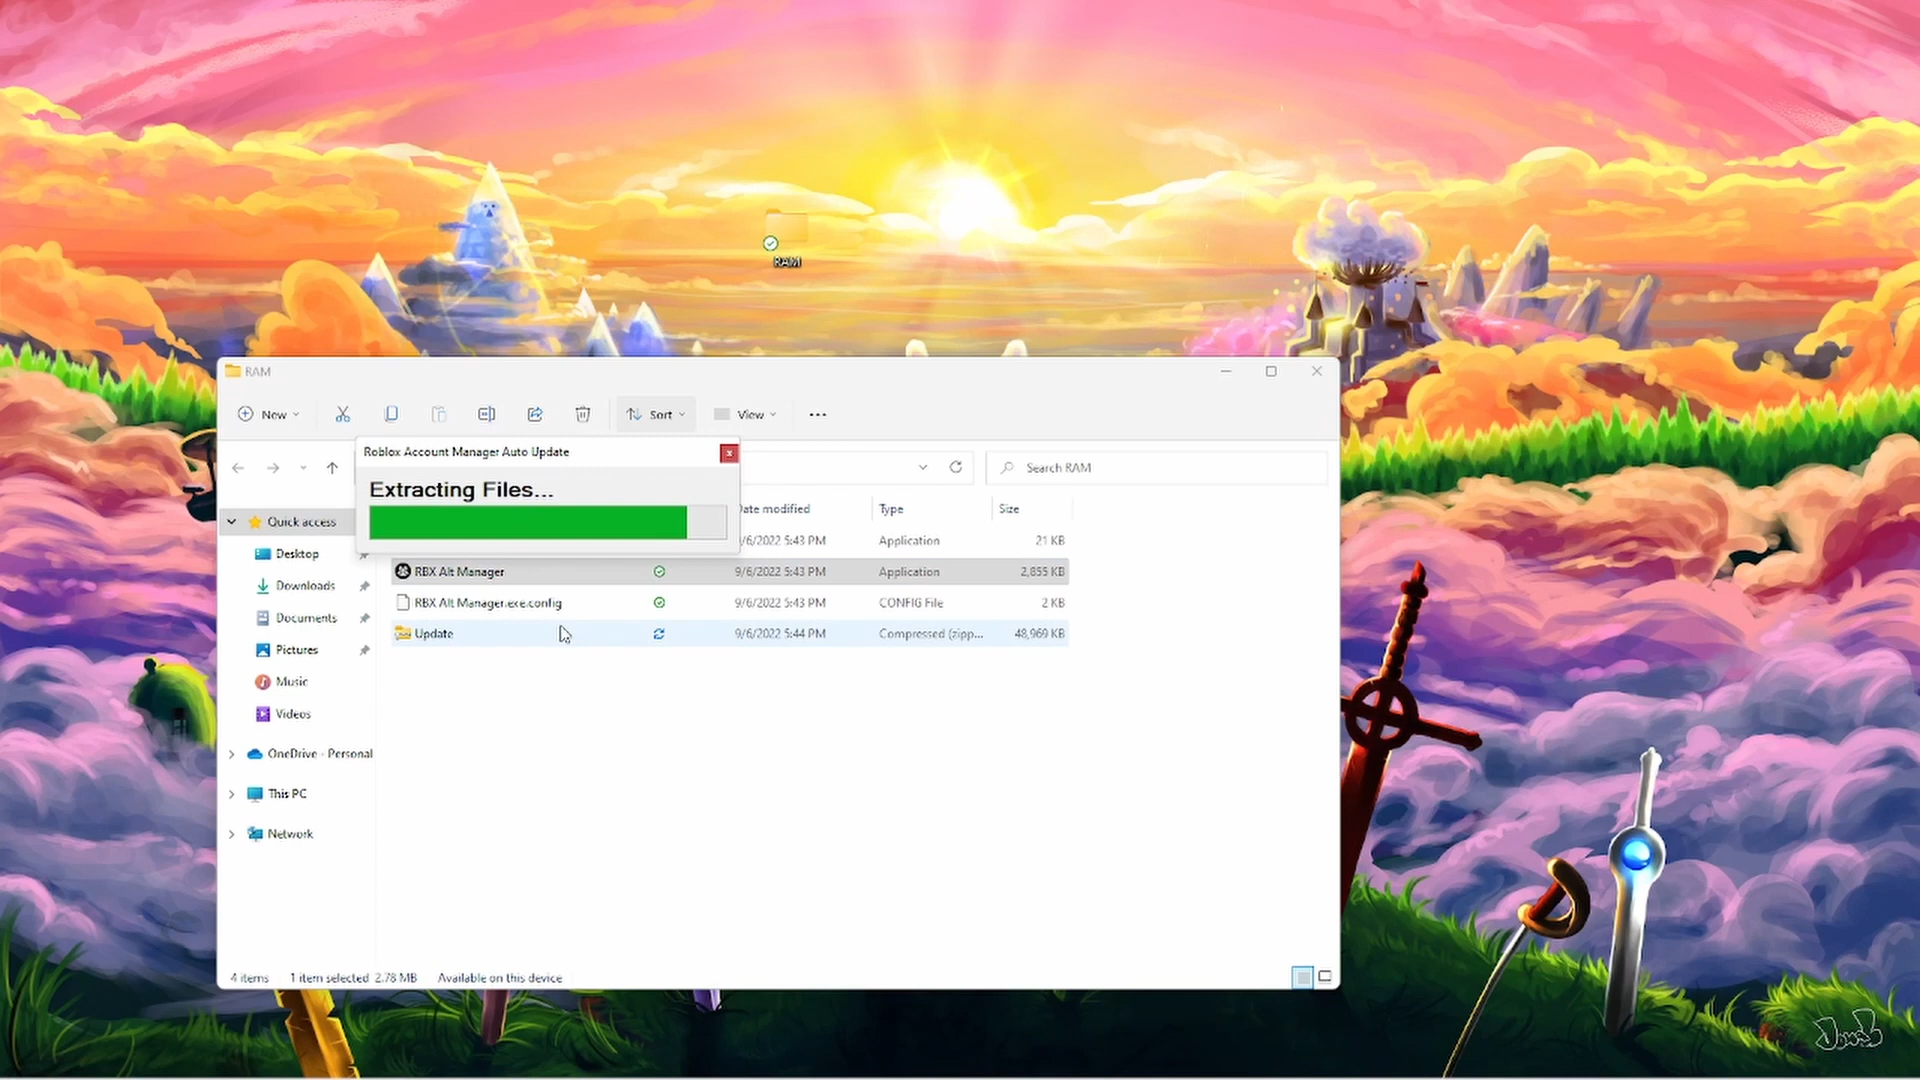 RAM
RAM
New
Sort
View
Roblox Account Manager Auto Update
Extracting Files...
Search RAM
Date modified
Type
Size
Quick access
9/6/2022 5:43 PM
Application
21 KB
Desktop
RBX Alt Manager
9/6/2022 5:43 PM
Application
2,855 KB
Downloads
RBX Alt Manager.exe.config
9/6/2022 5:43 PM
CONFIG File
2 KB
Documents
Update
9/6/2022 5:44 PM
Compressed (zipp...
48,969 KB
Pictures
Music
Videos
OneDrive - Personal
This PC
Network
4 items
1 item selected 2.78 MB
Available on this device